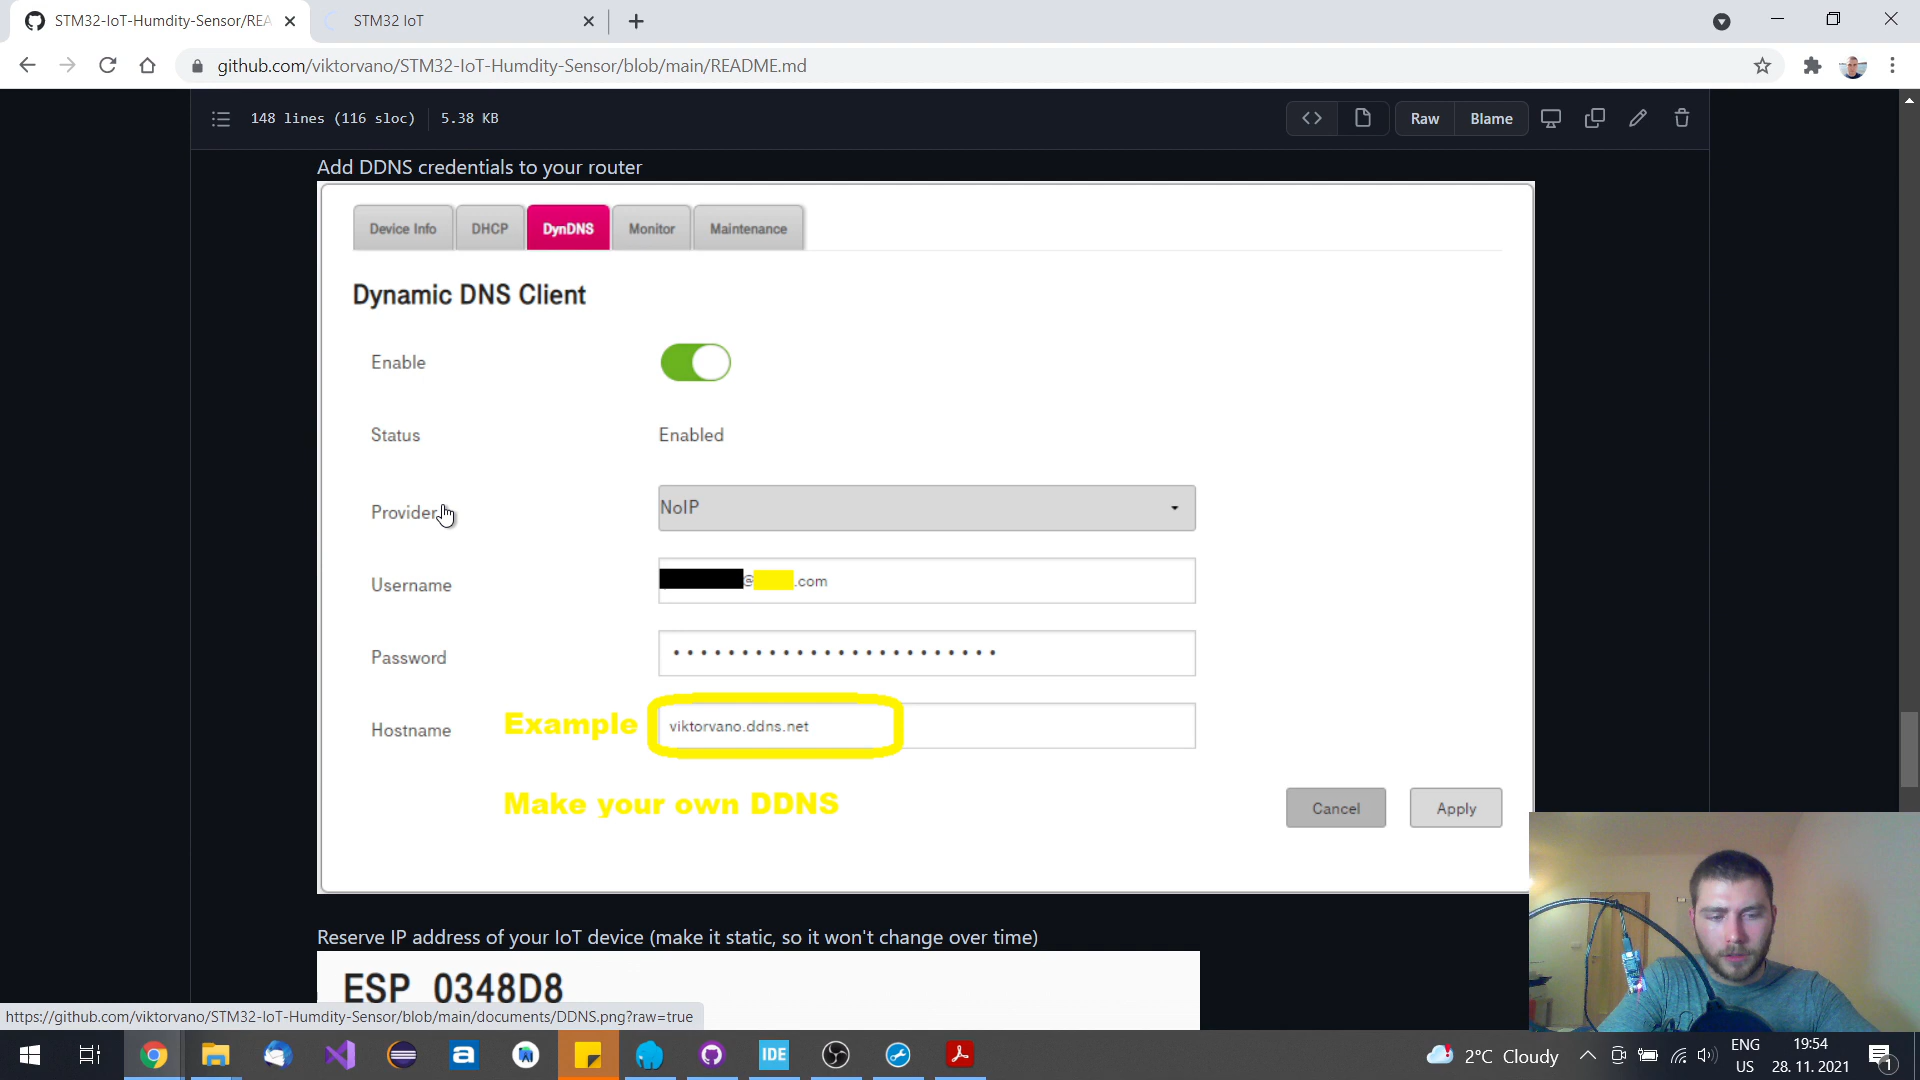 STM32-IoT-Humdity-Sensor/REA
STM32 IoT
github.com/viktorvano/STM32-IoT-Humdity-Sensor/blob/main/README.md
148 lines (116 sloc)
5.38 KB
Raw
Blame
Add DDNS credentials to your router
Device Info
DHCP
DynDNS
Monitor
Maintenance
Dynamic DNS Client
Enable
Status
Enabled
Provider
NoIP
Username
@ .com
Password
Hostname
Example
viktorvano.ddns.net
Make your own DDNS
Cancel
Apply
Reserve IP address of your IoT device (make it static, so it won't change over time)
ESP_0348D8
https://github.com/viktorvano/STM32-IoT-Humdity-Sensor/blob/main/documents/DDNS.png?raw=true
IDE
2°C Cloudy
ENG
US
19:54
28. 11. 2021
1